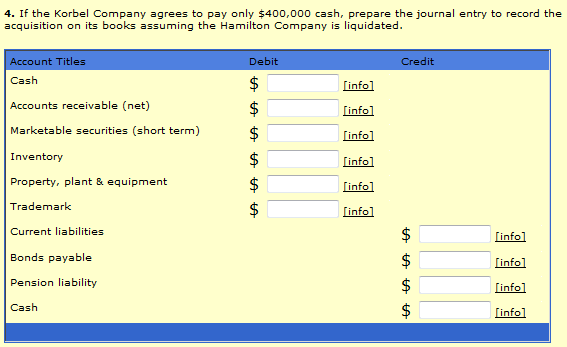 4. If the Korbel Company agrees to pay only $400,000 cash, prepare the journal entry to record the
acquisition on its books assuming the Hamilton Company is liquidated.
Account Titles Debit Credit
Cash $ [info]
Accounts receivable (net) $ [info]
Marketable securities (short term) $ [info]
Inventory $ [info]
Property, plant & equipment $ [info]
Trademark $ [info]
Current liabilities $ [info]
Bonds payable $ [info]
Pension liability $ [info]
Cash $ [info]